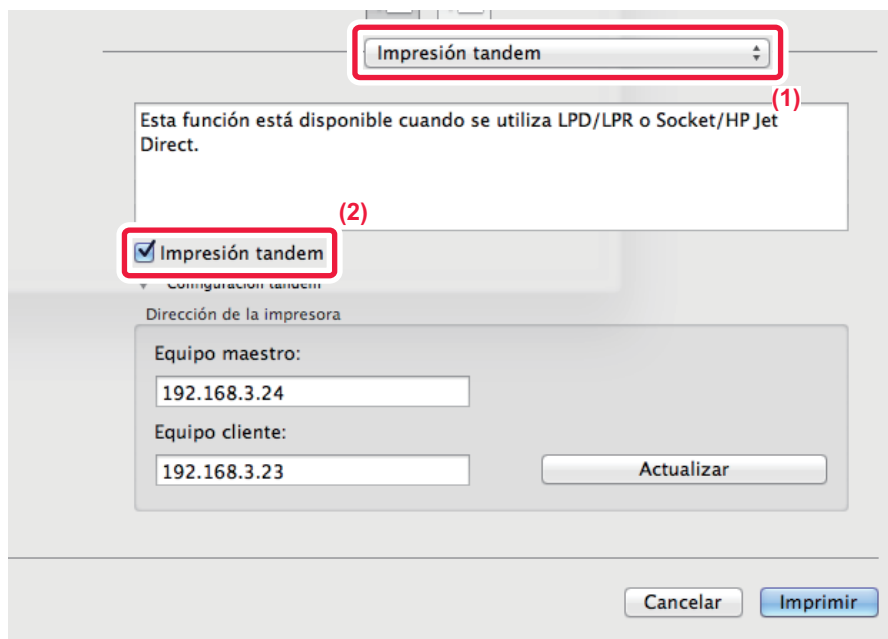 Impresión tandem
(1)
Esta función está disponible cuando se utiliza LPD/LPR o Socket/HP Jet
Direct.
(2)
Impresión tandem
Configuración tandem
Dirección de la impresora
Equipo maestro:
192.168.3.24
Equipo cliente:
192.168.3.23
Actualizar
Cancelar
Imprimir